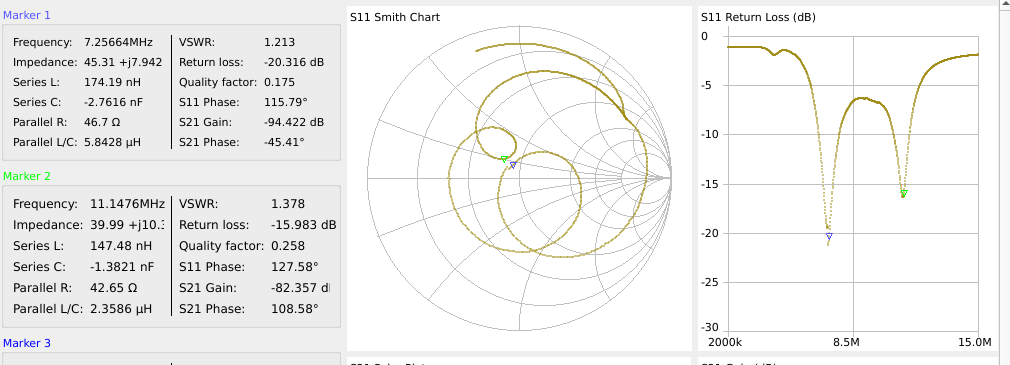 Marker 1
Frequency: 7.25664MHz VSWR: 1.213
Impedance: 45.31 +j7.942 Return loss: -20.316 dB
Series L: 174.19 nH Quality factor: 0.175
Series C: -2.7616 nF S11 Phase: 115.79°
Parallel R: 46.7 Ω S21 Gain: -94.422 dB
Parallel L/C: 5.8428 μH S21 Phase: -45.41°
Marker 2
Frequency: 11.1476MHz VSWR: 1.378
Impedance: 39.99 +j10. Return loss: -15.983 dB
Series L: 147.48 nH Quality factor: 0.258
Series C: -1.3821 nF S11 Phase: 127.58°
Parallel R: 42.65 Ω S21 Gain: -82.357 d
Parallel L/C: 2.3586 μH S21 Phase: 108.58°
Marker 3
S11 Smith Chart
S11 Return Loss (dB)
0
-5
-10
-15
-20
-25
-30
2000k 8.5M 15.0M